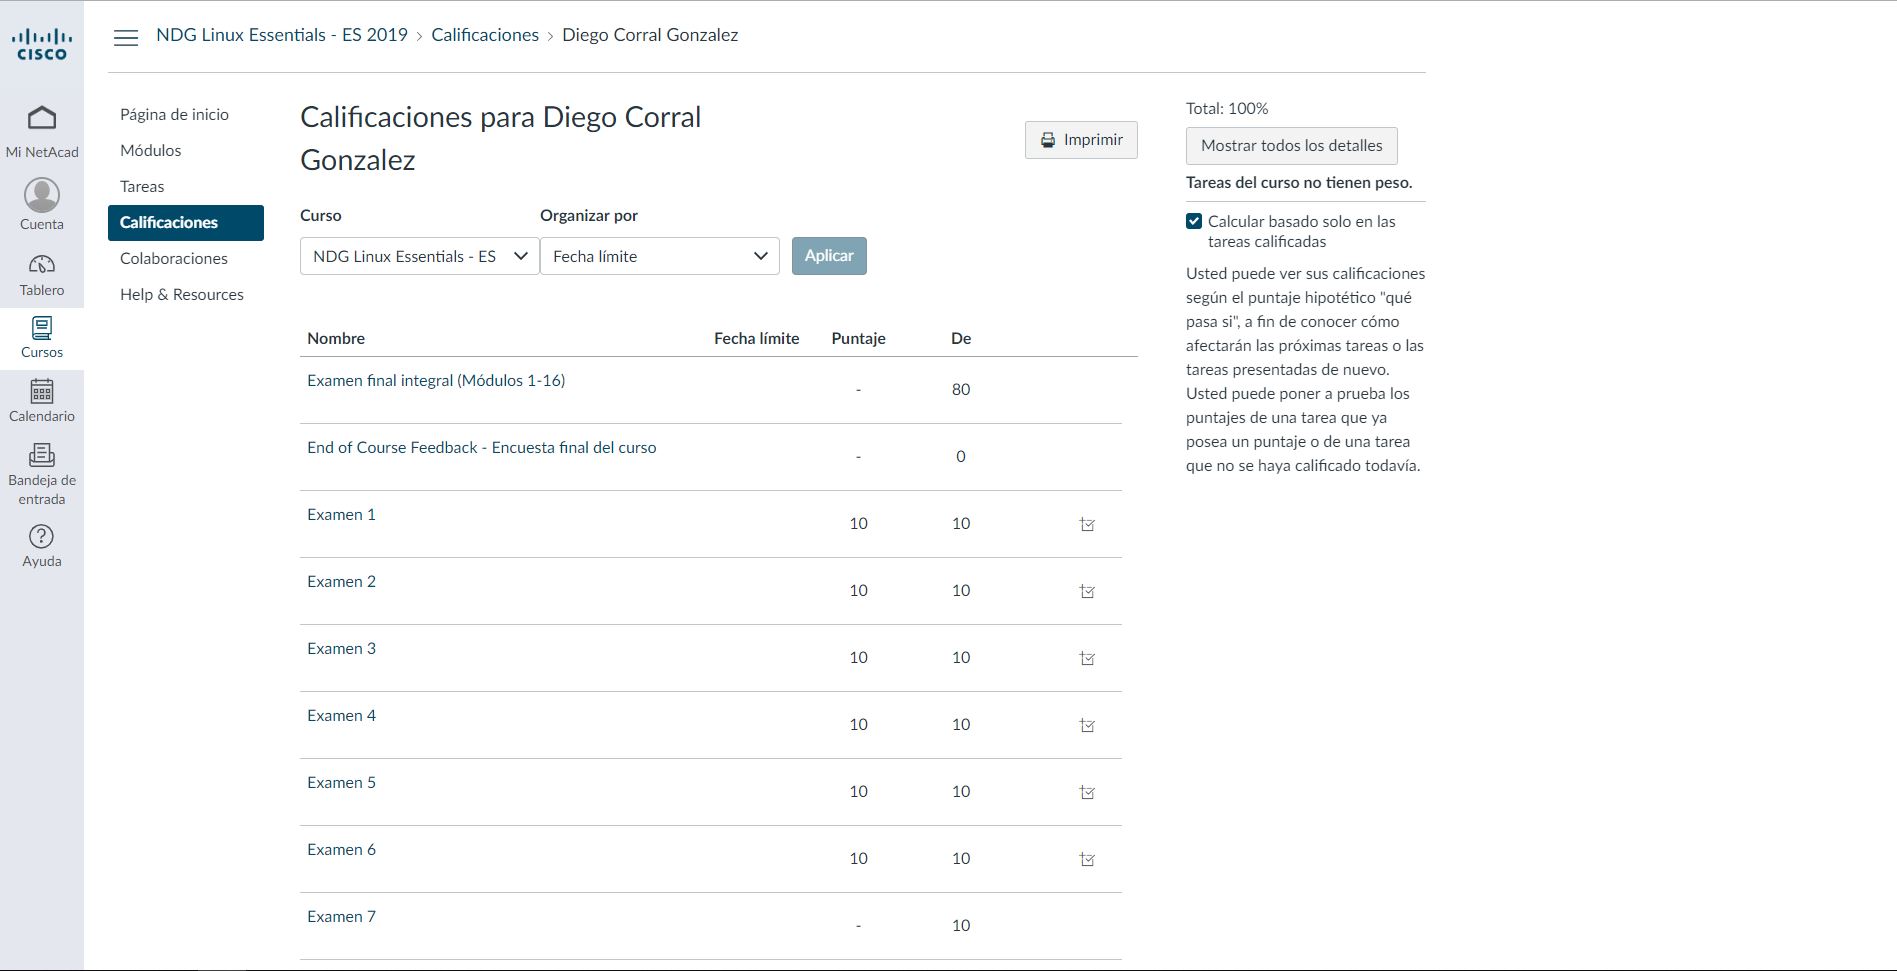 CISCO
Mi NetAcad
Cuenta
Tablero
Cursos
Calendario
Bandeja de
entrada
Ayuda
NDG Linux Essentials - ES 2019 › Calificaciones › Diego Corral Gonzalez
Página de inicio
Módulos
Tareas
Calificaciones
Colaboraciones
Help & Resources
Calificaciones para Diego Corral
Gonzalez
Imprimir
Curso Organizar por
NDG Linux Essentials - ES Fecha límite Aplicar
Nombre Fecha límite Puntaje De
Examen final integral (Módulos 1-16) - 80
End of Course Feedback - Encuesta final del curso - 0
Examen 1 10 10
Examen 2 10 10
Examen 3 10 10
Examen 4 10 10
Examen 5 10 10
Examen 6 10 10
Examen 7 - 10
Total: 100%
Mostrar todos los detalles
Tareas del curso no tienen peso.
Calcular basado solo en las
tareas calificadas
Usted puede ver sus calificaciones
según el puntaje hipotético "qué
pasa si", a fin de conocer cómo
afectarán las próximas tareas o las
tareas presentadas de nuevo.
Usted puede poner a prueba los
puntajes de una tarea que ya
posea un puntaje o de una tarea
que no se haya calificado todavía.